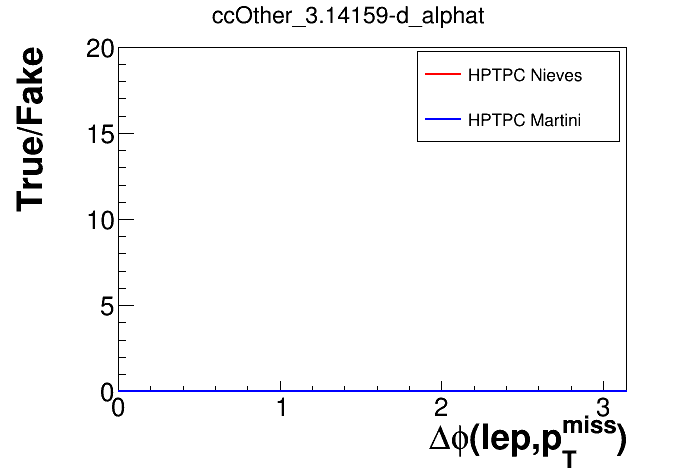 ccOther_3.14159-d_alphat
True/Fake
20
15
10
5
0
HPTPC Nieves
HPTPC Martini
0 1 2 3
Δϕ(lep,p_T^miss)